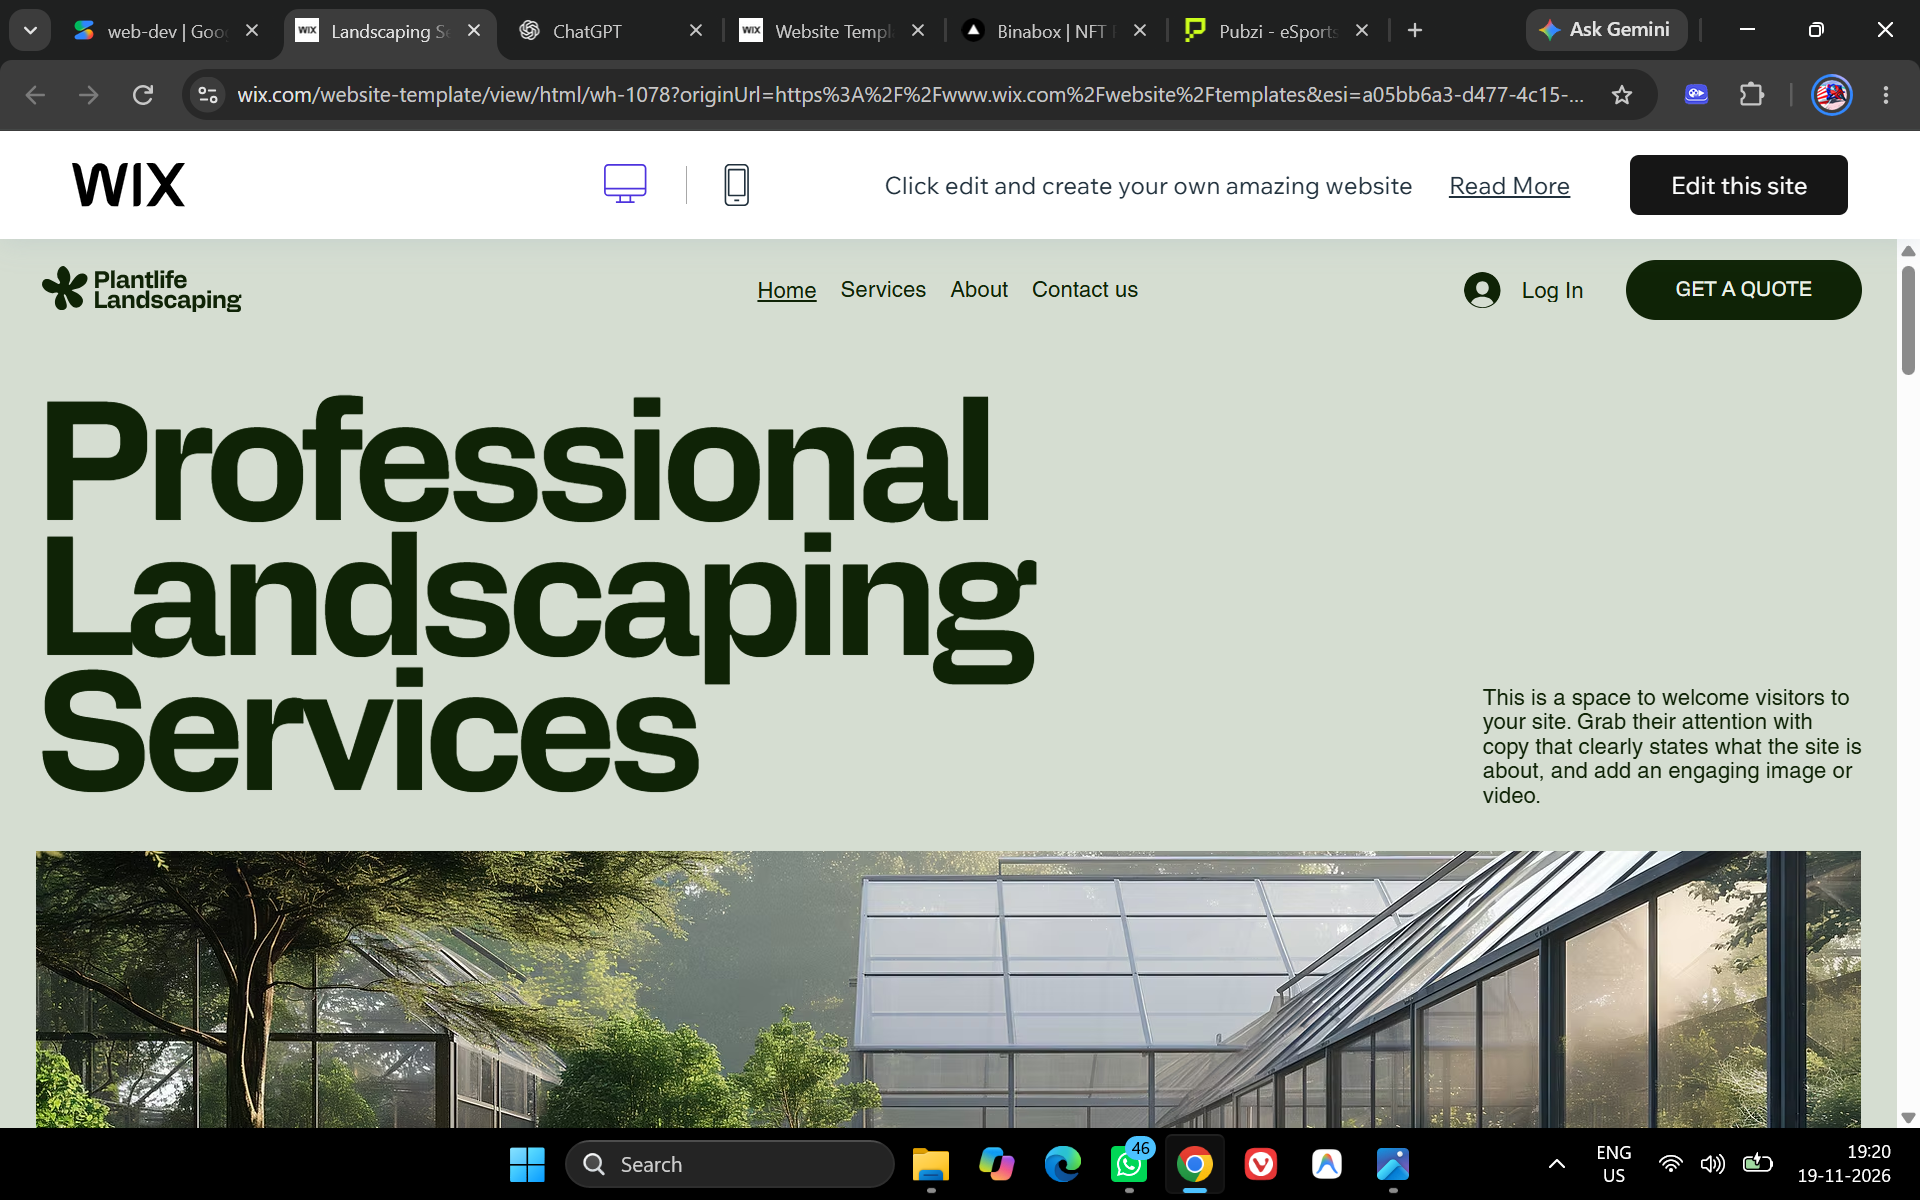 web-dev | Goo
Landscaping Se
ChatGPT
Website Templ
Binabox | NFT
Pubzi - eSports
Ask Gemini
wix.com/website-template/view/html/wh-1078?originUrl=https%3A%2F%2Fwww.wix.com%2Fwebsite%2Ftemplates&esi=a05bb6a3-d477-4c15-...
WIX
Click edit and create your own amazing website
Read More
Edit this site
Plantlife
Landscaping
Home
Services
About
Contact us
Log In
GET A QUOTE
Professional
Landscaping
Services
This is a space to welcome visitors to
your site. Grab their attention with
copy that clearly states what the site is
about, and add an engaging image or
video.
Search
46
ENG
US
19:20
19-11-2026